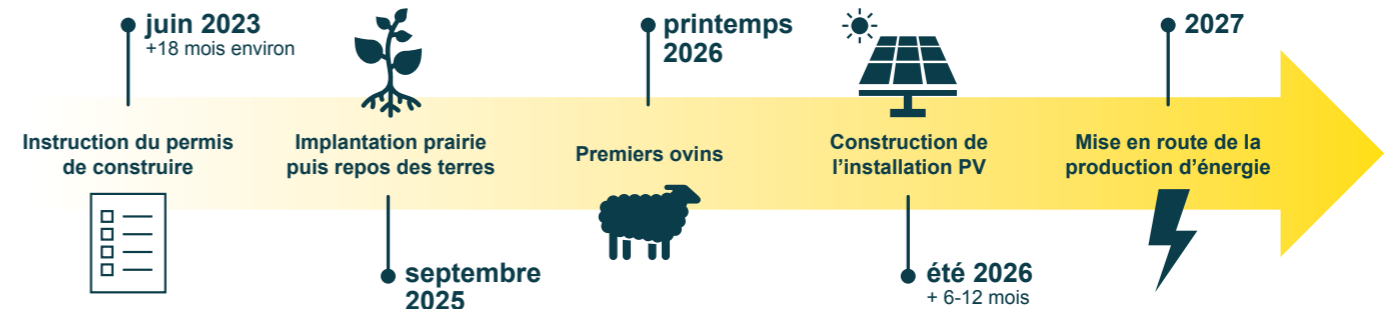 juin 2023
+18 mois environ
Instruction du permis
de construire
Implantation prairie
puis repos des terres
septembre
2025
printemps
2026
Premiers ovins
Construction de
l'installation PV
été 2026
+ 6-12 mois
2027
Mise en route de la
production d'énergie